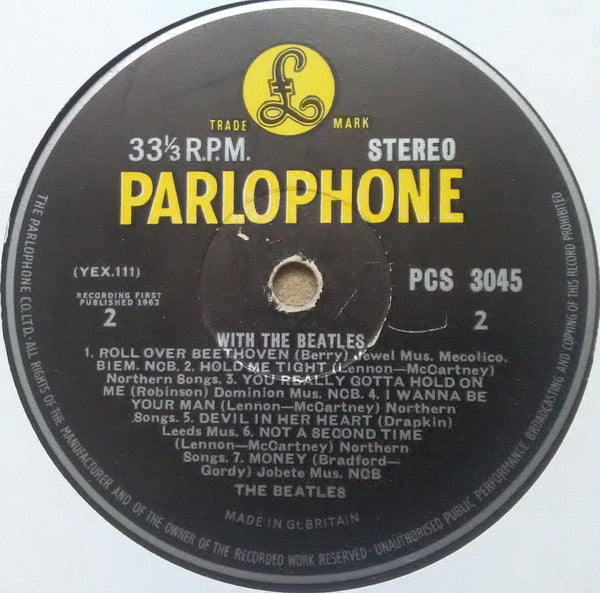 £
TRADE MARK
33⅓ R.P.M. STEREO
PARLOPHONE
(YEX.111) PCS 3045
RECORDING FIRST
PUBLISHED 1963
2 2
WITH THE BEATLES
1. ROLL OVER BEETHOVEN (Berry) Jewel Mus. Mecolico.
BIEM. NCB. 2. HOLD ME TIGHT (Lennon—McCartney)
Northern Songs. 3. YOU REALLY GOTTA HOLD ON
ME (Robinson) Dominion Mus. NCB. 4. I WANNA BE
YOUR MAN (Lennon—McCartney) Northern
Songs. 5. DEVIL IN HER HEART (Drapkin)
Leeds Mus. 6. NOT A SECOND TIME
(Lennon—McCartney) Northern
Songs. 7. MONEY (Bradford—
Gordy) Jobete Mus. NCB
THE BEATLES
MADE IN Gt. BRITAIN
THE PARLOPHONE CO. LTD. · ALL RIGHTS OF THE MANUFACTURER AND OF THE OWNER OF THE RECORDED WORK RESERVED · UNAUTHORISED PUBLIC PERFORMANCE BROADCASTING AND COPYING OF THIS RECORD PROHIBITED